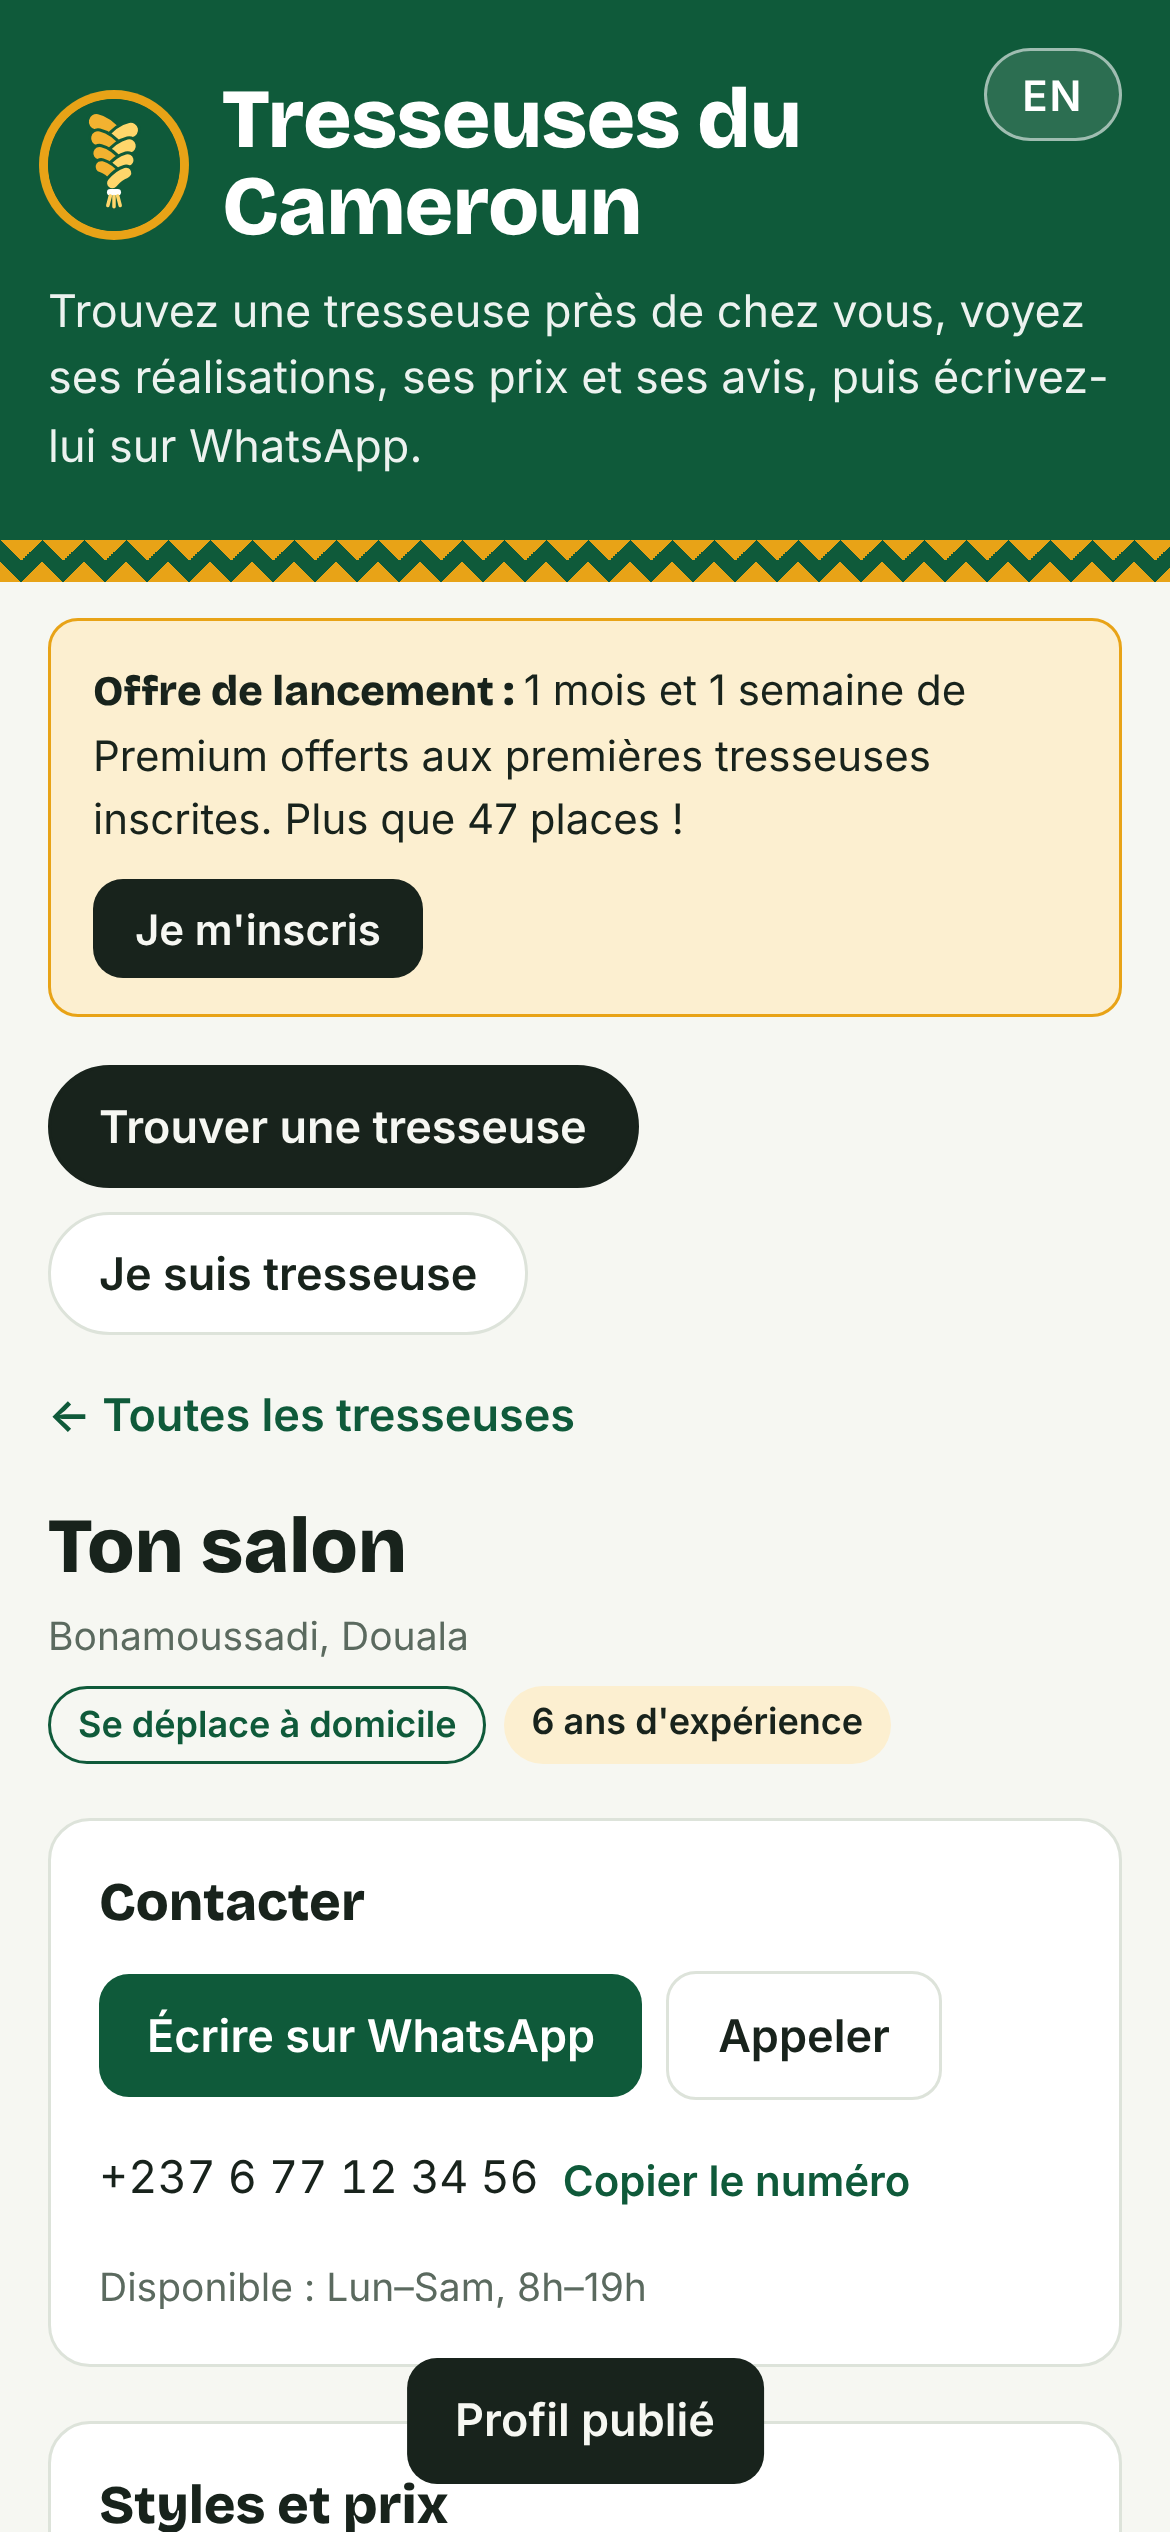 EN
Tresseuses du
Cameroun
Trouvez une tresseuse près de chez vous, voyez
ses réalisations, ses prix et ses avis, puis écrivez-
lui sur WhatsApp.
Offre de lancement : 1 mois et 1 semaine de
Premium offerts aux premières tresseuses
inscrites. Plus que 47 places !
Je m'inscris
Trouver une tresseuse
Je suis tresseuse
← Toutes les tresseuses
Ton salon
Bonamoussadi, Douala
Se déplace à domicile
6 ans d'expérience
Contacter
Écrire sur WhatsApp
Appeler
+237 6 77 12 34 56 Copier le numéro
Disponible : Lun–Sam, 8h–19h
Profil publié
Styles et prix